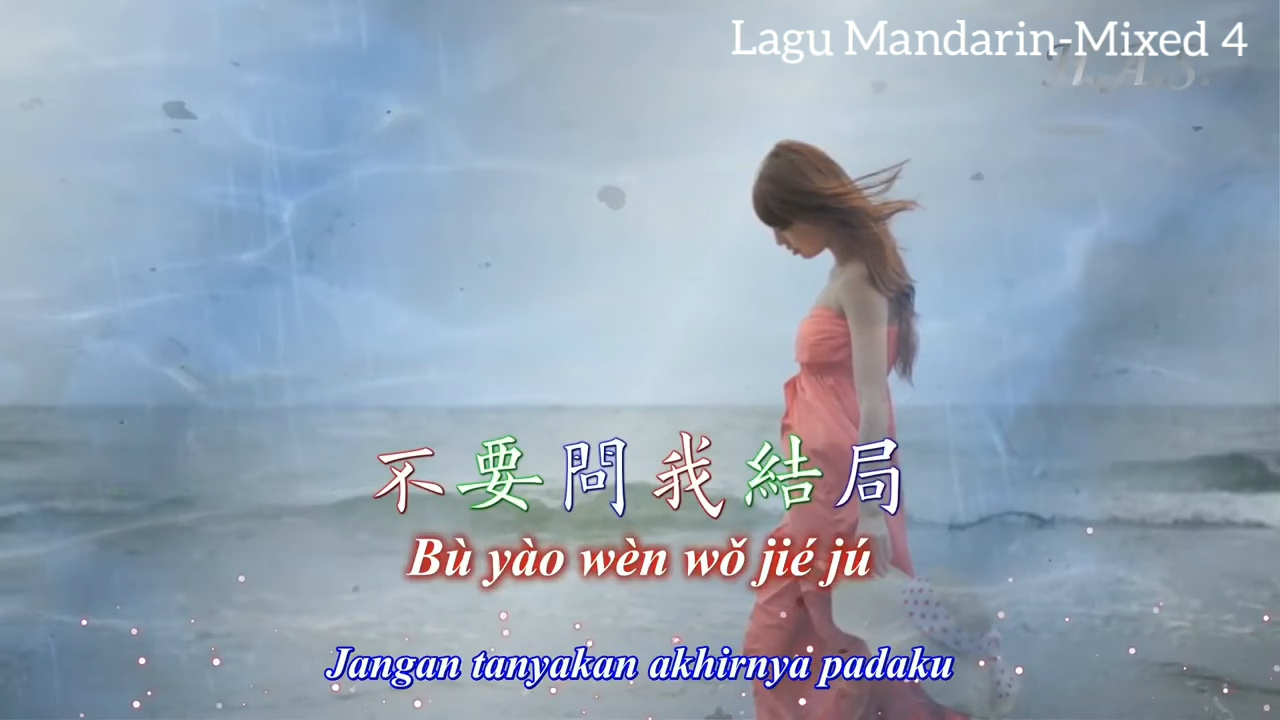 Lagu Mandarin-Mixed 4
H.A.S.
不要問我結局
Bù yào wèn wǒ jié jú
Jangan tanyakan akhirnya padaku